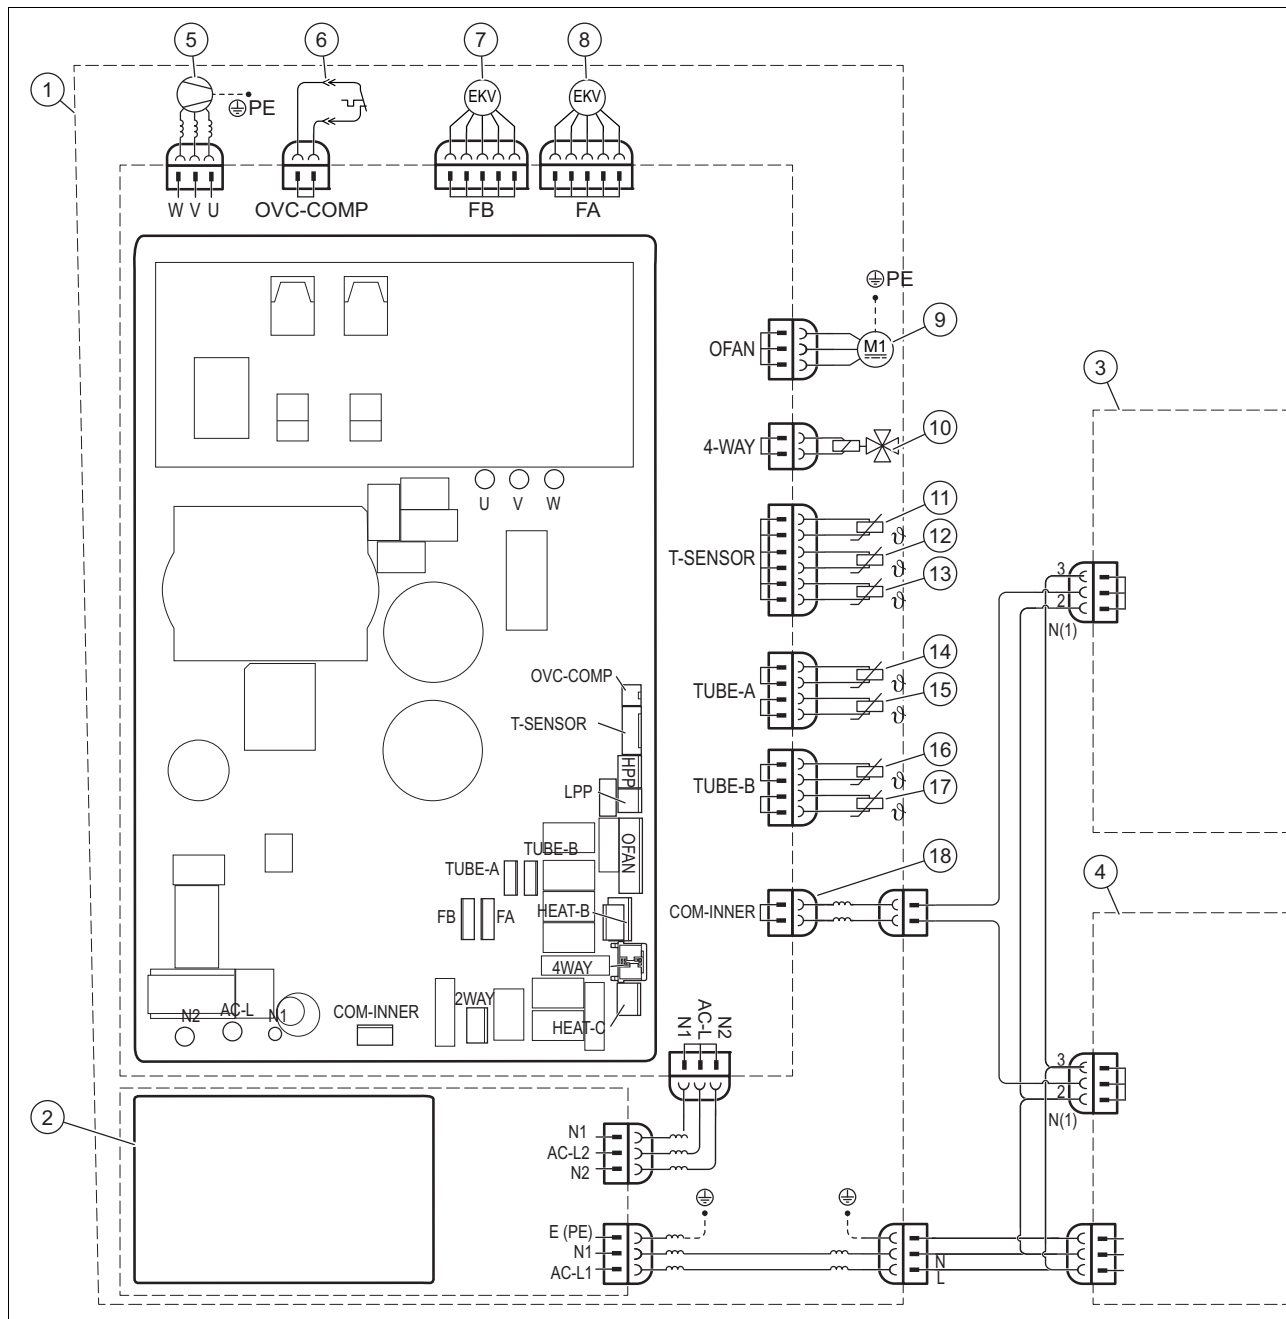 5
6
7
8
1
EKV
EKV
PE
W V U
OVC-COMP
FB
FA
PE
OFAN
M1
9
3
4-WAY
10
U
V
W
T-SENSOR
11
ϑ
12
ϑ
13
ϑ
3
2
N(1)
OVC-COMP
T-SENSOR
TUBE-A
14
ϑ
15
ϑ
HPP
LPP
TUBE-B
16
ϑ
17
ϑ
OFAN
TUBE-B
TUBE-A
18
4
FB
FA
HEAT-B
COM-INNER
4WAY
N2
AC-L
N1
COM-INNER
2WAY
HEAT-C
N1
AC-L
N2
3
2
N(1)
2
N1
AC-L2
N2
E (PE)
N1
AC-L1
N
L